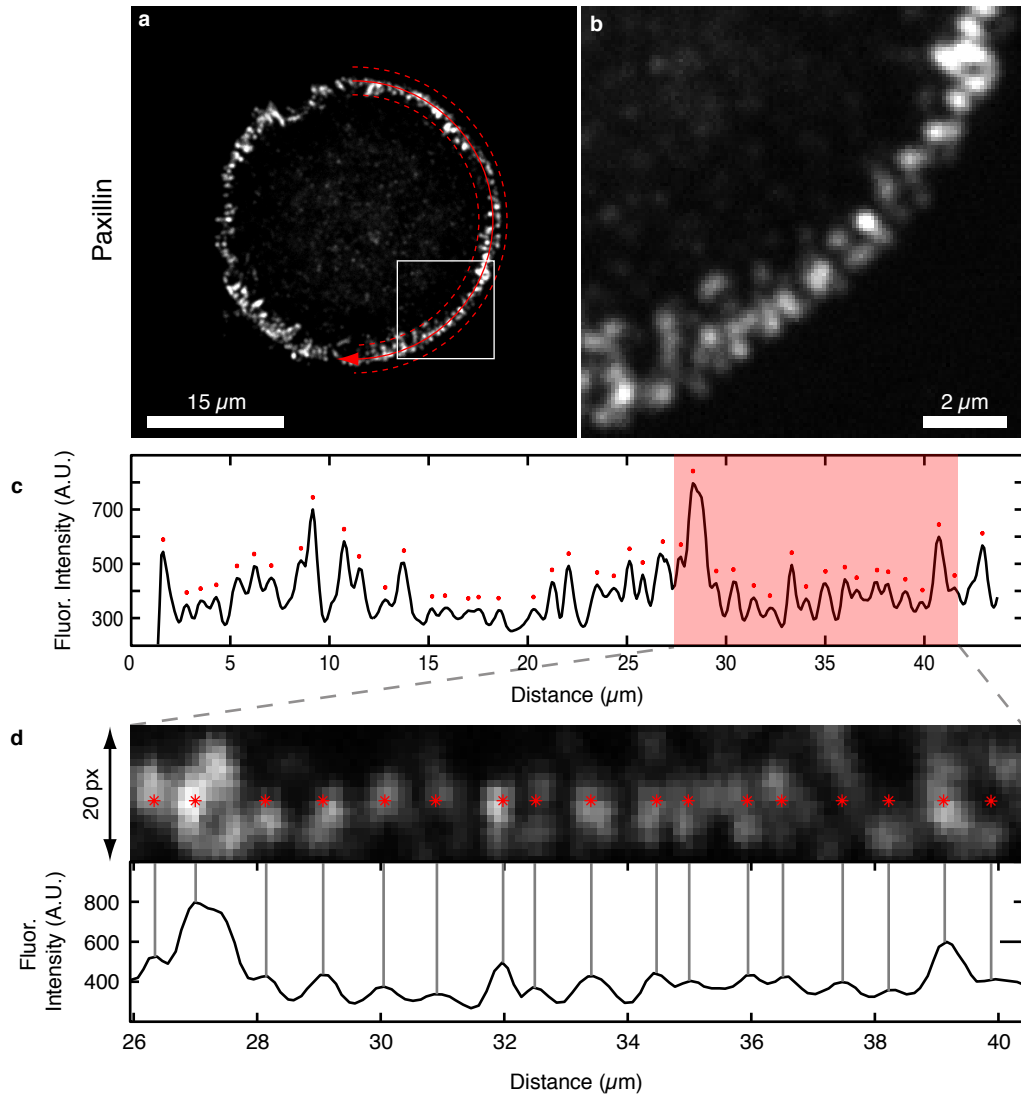 a
b
Paxillin
15 µm
2 µm
c
Fluor. Intensity (A.U.)
700
500
300
0 5 10 15 20 25 30 35 40
Distance (µm)
d
20 px
Fluor.
Intensity (A.U.)
800
600
400
26 28 30 32 34 36 38 40
Distance (µm)